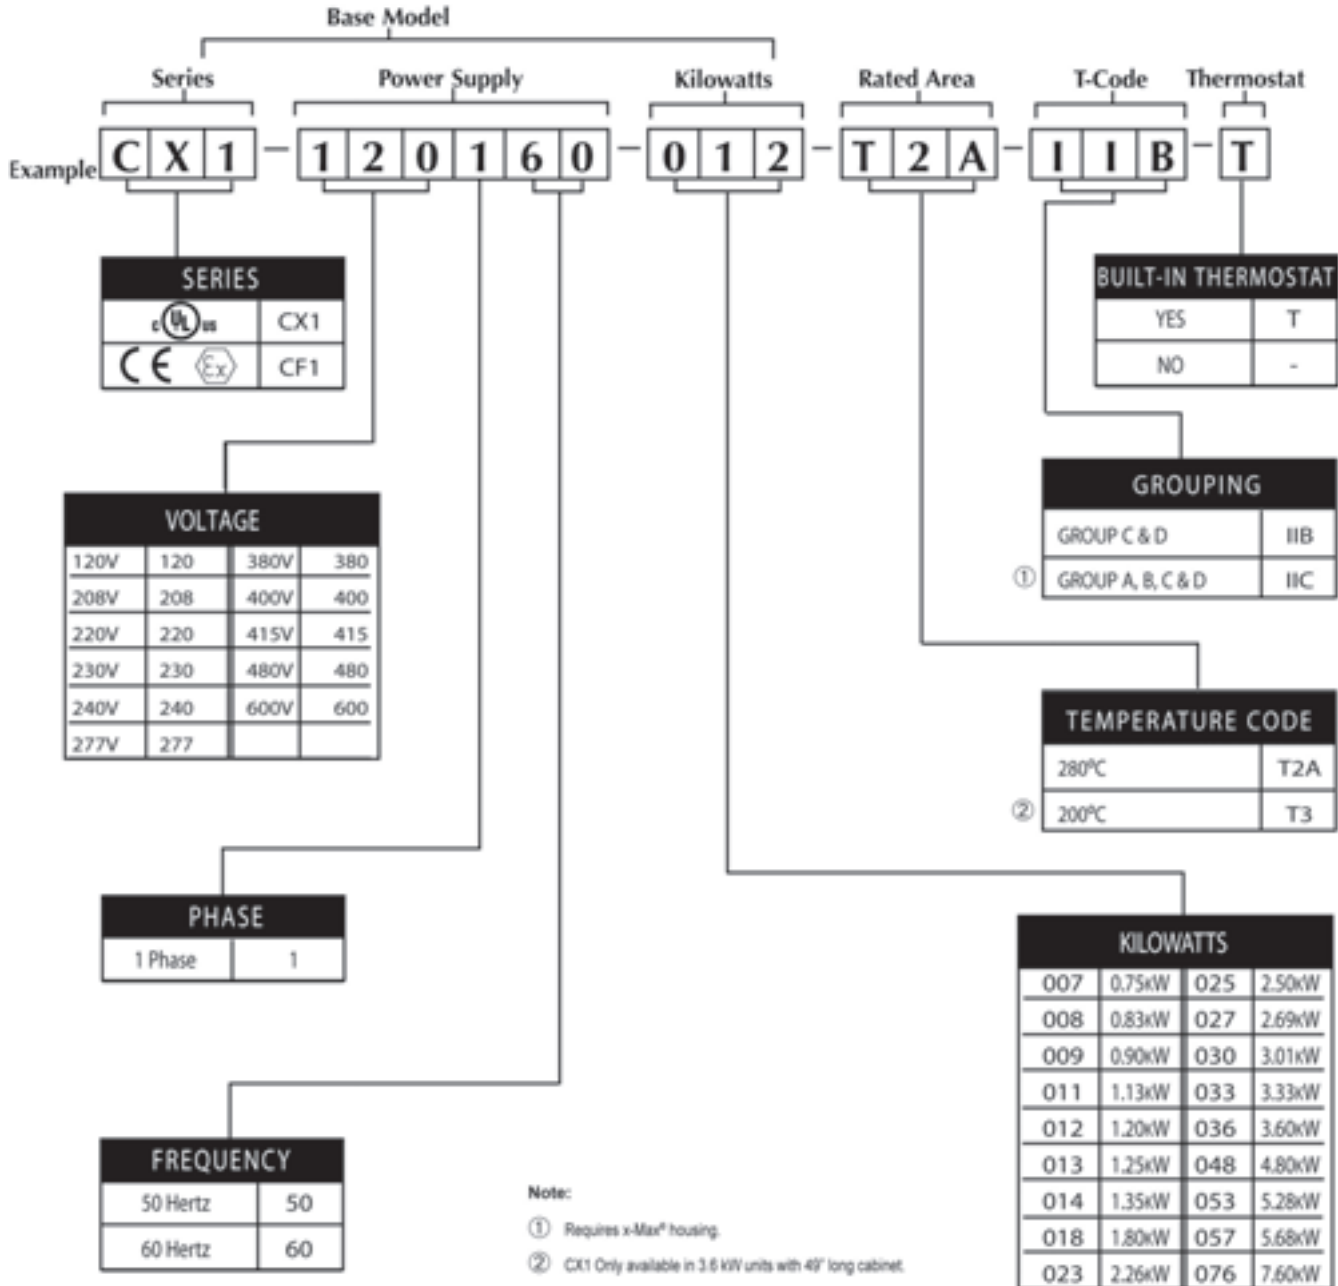 Base Model
Series Power Supply Kilowatts Rated Area T-Code Thermostat
Example C X 1 - 1 2 0 1 6 0 - 0 1 2 - T 2 A - I I B - T
SERIES
c UL us CX1
CE Ex CF1
BUILT-IN THERMOSTAT
YES T
NO -
VOLTAGE
120V 120 380V 380
208V 208 400V 400
220V 220 415V 415
230V 230 480V 480
240V 240 600V 600
277V 277
GROUPING
GROUP C & D IIB
① GROUP A, B, C & D IIC
TEMPERATURE CODE
280°C T2A
② 200°C T3
PHASE
1 Phase 1
KILOWATTS
007 0.75kW 025 2.50kW
008 0.83kW 027 2.69kW
009 0.90kW 030 3.01kW
011 1.13kW 033 3.33kW
012 1.20kW 036 3.60kW
013 1.25kW 048 4.80kW
014 1.35kW 053 5.28kW
018 1.80kW 057 5.68kW
023 2.26kW 076 7.60kW
FREQUENCY
50 Hertz 50
60 Hertz 60
Note:
① Requires x-Max® housing.
② CX1 Only available in 3.6 kW units with 49" long cabinet.